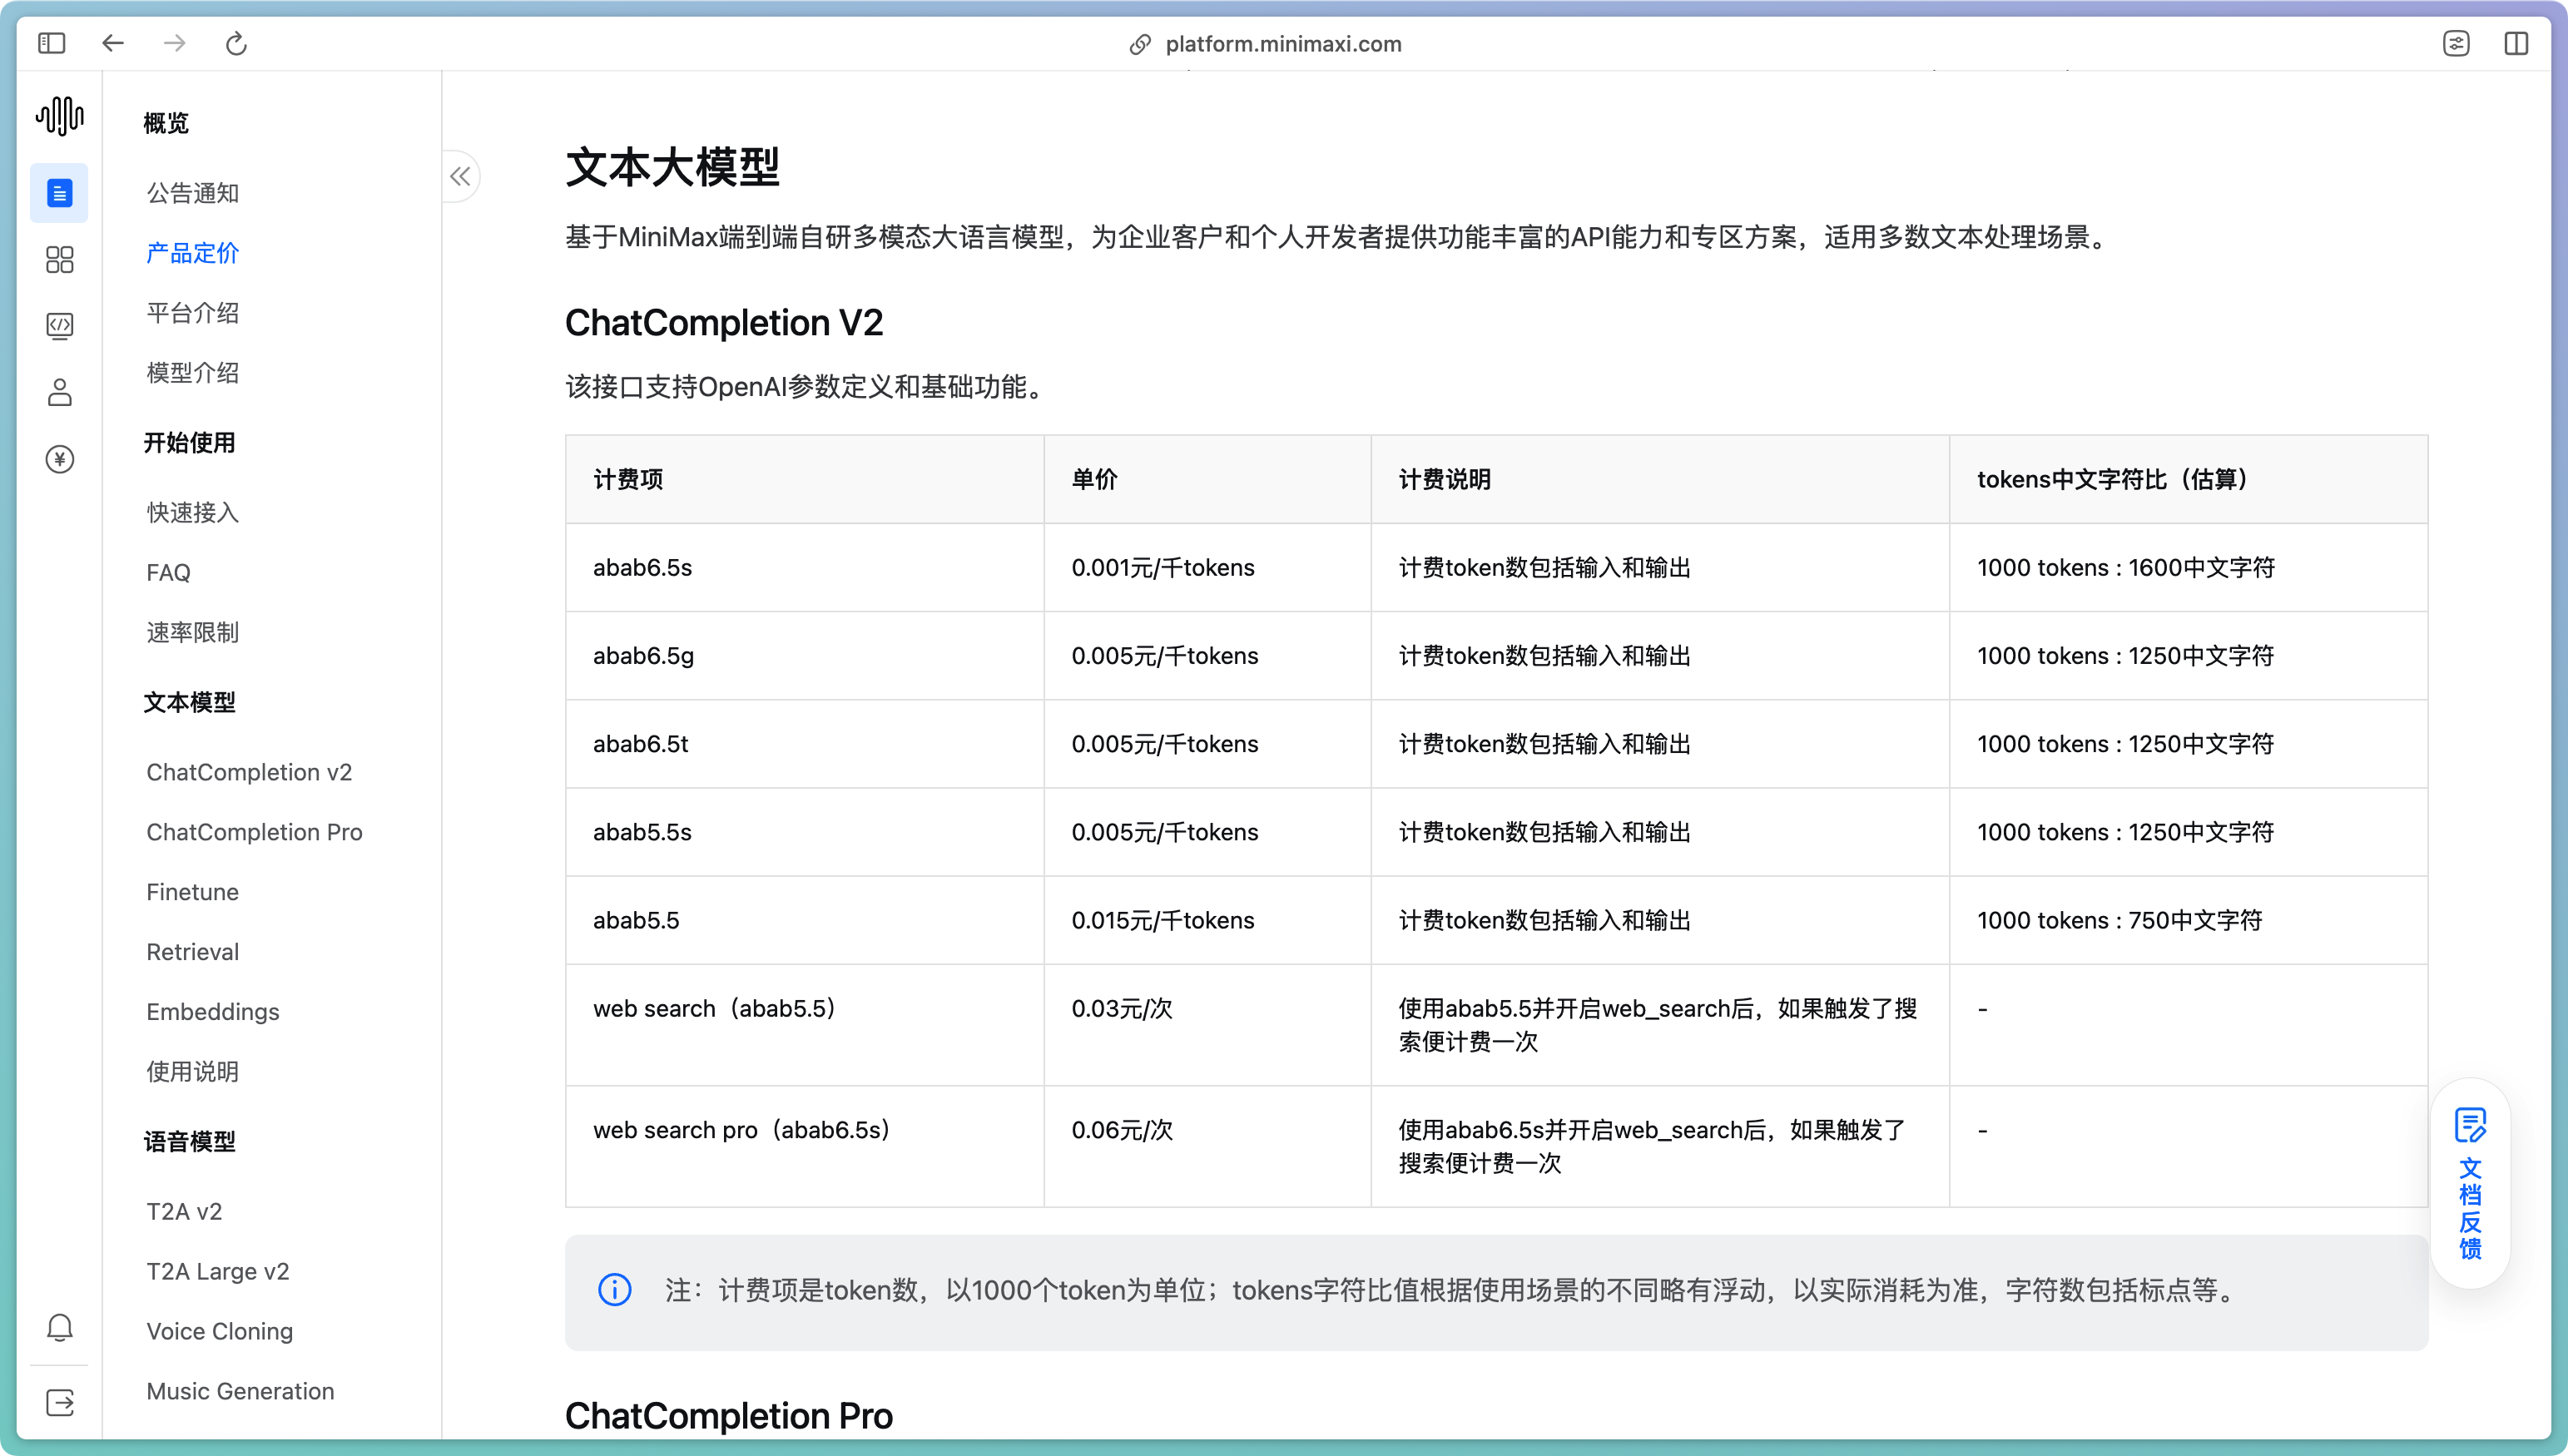 platform.minimaxi.com
概览
公告通知
产品定价
平台介绍
模型介绍
开始使用
快速接入
FAQ
速率限制
文本模型
ChatCompletion v2
ChatCompletion Pro
Finetune
Retrieval
Embeddings
使用说明
语音模型
T2A v2
T2A Large v2
Voice Cloning
Music Generation
文本大模型
基于MiniMax端到端自研多模态大语言模型，为企业客户和个人开发者提供功能丰富的API能力和专区方案，适用多数文本处理场景。
ChatCompletion V2
该接口支持OpenAI参数定义和基础功能。
计费项 单价 计费说明 tokens中文字符比（估算）
abab6.5s 0.001元/千tokens 计费token数包括输入和输出 1000 tokens : 1600中文字符
abab6.5g 0.005元/千tokens 计费token数包括输入和输出 1000 tokens : 1250中文字符
abab6.5t 0.005元/千tokens 计费token数包括输入和输出 1000 tokens : 1250中文字符
abab5.5s 0.005元/千tokens 计费token数包括输入和输出 1000 tokens : 1250中文字符
abab5.5 0.015元/千tokens 计费token数包括输入和输出 1000 tokens : 750中文字符
web search（abab5.5） 0.03元/次 使用abab5.5并开启web_search后，如果触发了搜 -
索便计费一次
web search pro（abab6.5s） 0.06元/次 使用abab6.5s并开启web_search后，如果触发了 -
搜索便计费一次
注：计费项是token数，以1000个token为单位；tokens字符比值根据使用场景的不同略有浮动，以实际消耗为准，字符数包括标点等。
ChatCompletion Pro
文档反馈